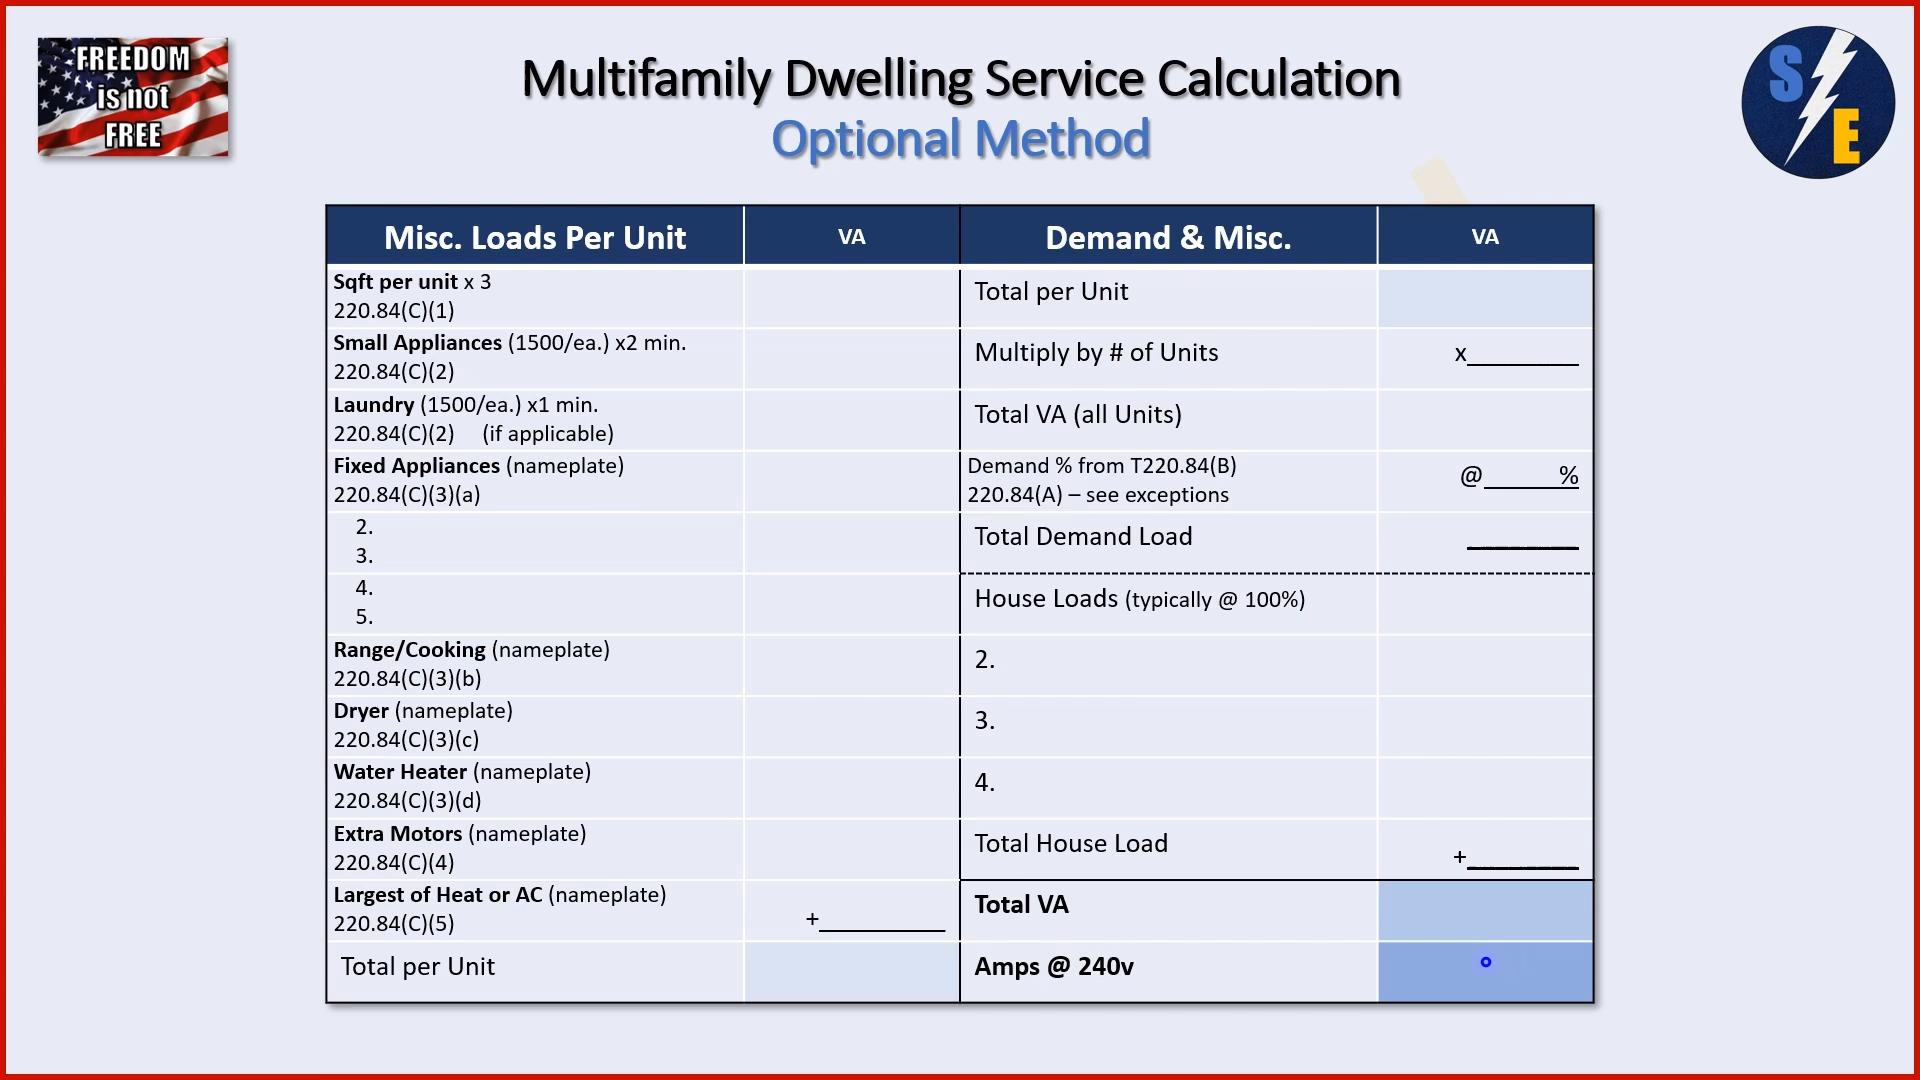 FREEDOM
is not
FREE
Multifamily Dwelling Service Calculation
Optional Method
S
E
Misc. Loads Per Unit
VA
Demand & Misc.
VA
Sqft per unit x 3
220.84(C)(1)
Total per Unit
Small Appliances (1500/ea.) x2 min.
220.84(C)(2)
Multiply by # of Units
x________
Laundry (1500/ea.) x1 min.
220.84(C)(2) (if applicable)
Total VA (all Units)
Fixed Appliances (nameplate)
220.84(C)(3)(a)
Demand % from T220.84(B)
220.84(A) – see exceptions
@______%
2.
3.
Total Demand Load
________
4.
5.
House Loads (typically @ 100%)
Range/Cooking (nameplate)
220.84(C)(3)(b)
2.
Dryer (nameplate)
220.84(C)(3)(c)
3.
Water Heater (nameplate)
220.84(C)(3)(d)
4.
Extra Motors (nameplate)
220.84(C)(4)
Total House Load
+________
Largest of Heat or AC (nameplate)
220.84(C)(5)
+_________
Total VA
Total per Unit
Amps @ 240v